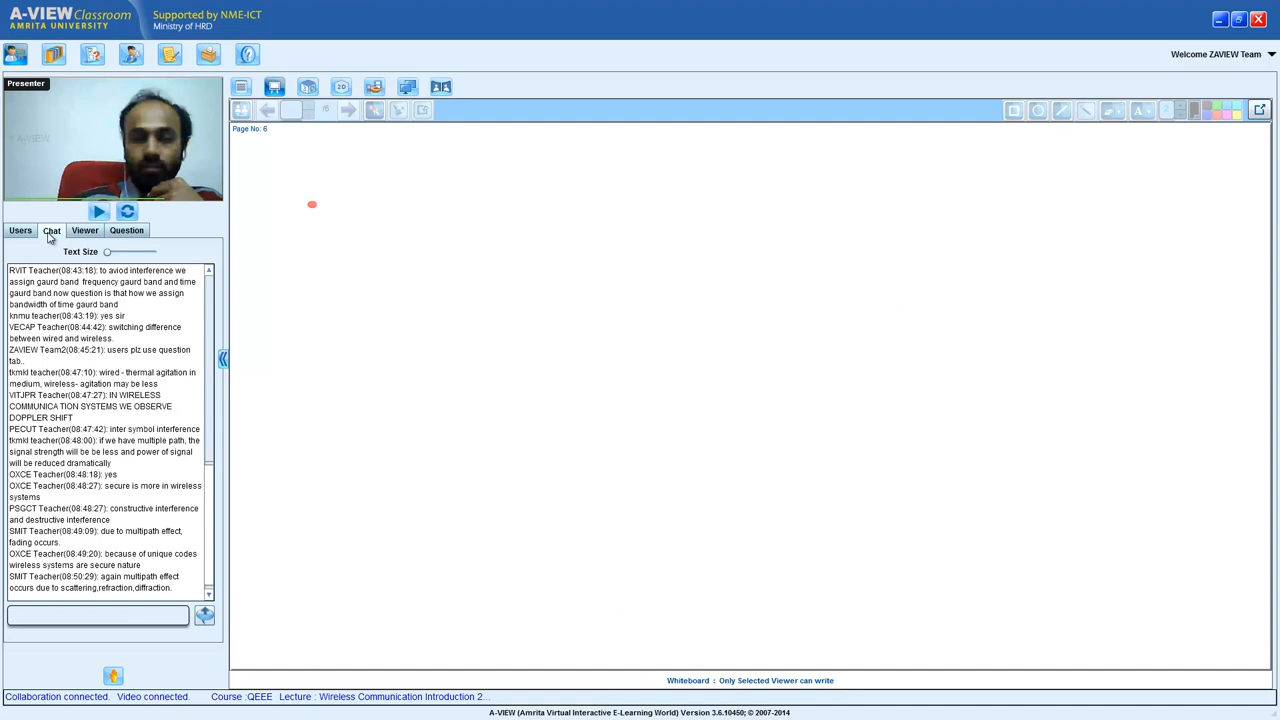 A-VIEW Classroom
AMRITA UNIVERSITY
Supported by NME-ICT
Ministry of HRD
Welcome ZAVIEW Team
Presenter
A-VIEW
2D
/6
A
2
Page No: 6
Users
Chat
Viewer
Question
Text Size
RVIT Teacher(08:43:18): to aviod interference we
assign gaurd band frequency gaurd band and time
gaurd band now question is that how we assign
bandwidth of time gaurd band
knmu teacher(08:43:19): yes sir
VECAP Teacher(08:44:42): switching difference
between wired and wireless.
ZAVIEW Team2(08:45:21): users plz use question
tab..
tkmkl teacher(08:47:10): wired - thermal agitation in
medium, wireless- agitation may be less
VITJPR Teacher(08:47:27): IN WIRELESS
COMMUNICA TION SYSTEMS WE OBSERVE
DOPPLER SHIFT
PECUT Teacher(08:47:42): inter symbol interference
tkmkl teacher(08:48:00): if we have multiple path, the
signal strength will be be less and power of signal
will be reduced dramatically
OXCE Teacher(08:48:18): yes
OXCE Teacher(08:48:27): secure is more in wireless
systems
PSGCT Teacher(08:48:27): constructive interference
and destructive interference
SMIT Teacher(08:49:09): due to multipath effect,
fading occurs.
OXCE Teacher(08:49:20): because of unique codes
wireless systems are secure nature
SMIT Teacher(08:50:29): again multipath effect
occurs due to scattering,refraction,diffraction.
Whiteboard : Only Selected Viewer can write
Collaboration connected. Video connected. Course :QEEE Lecture : Wireless Communication Introduction 2...
A-VIEW (Amrita Virtual Interactive E-Learning World) Version 3.6.10450; © 2007-2014